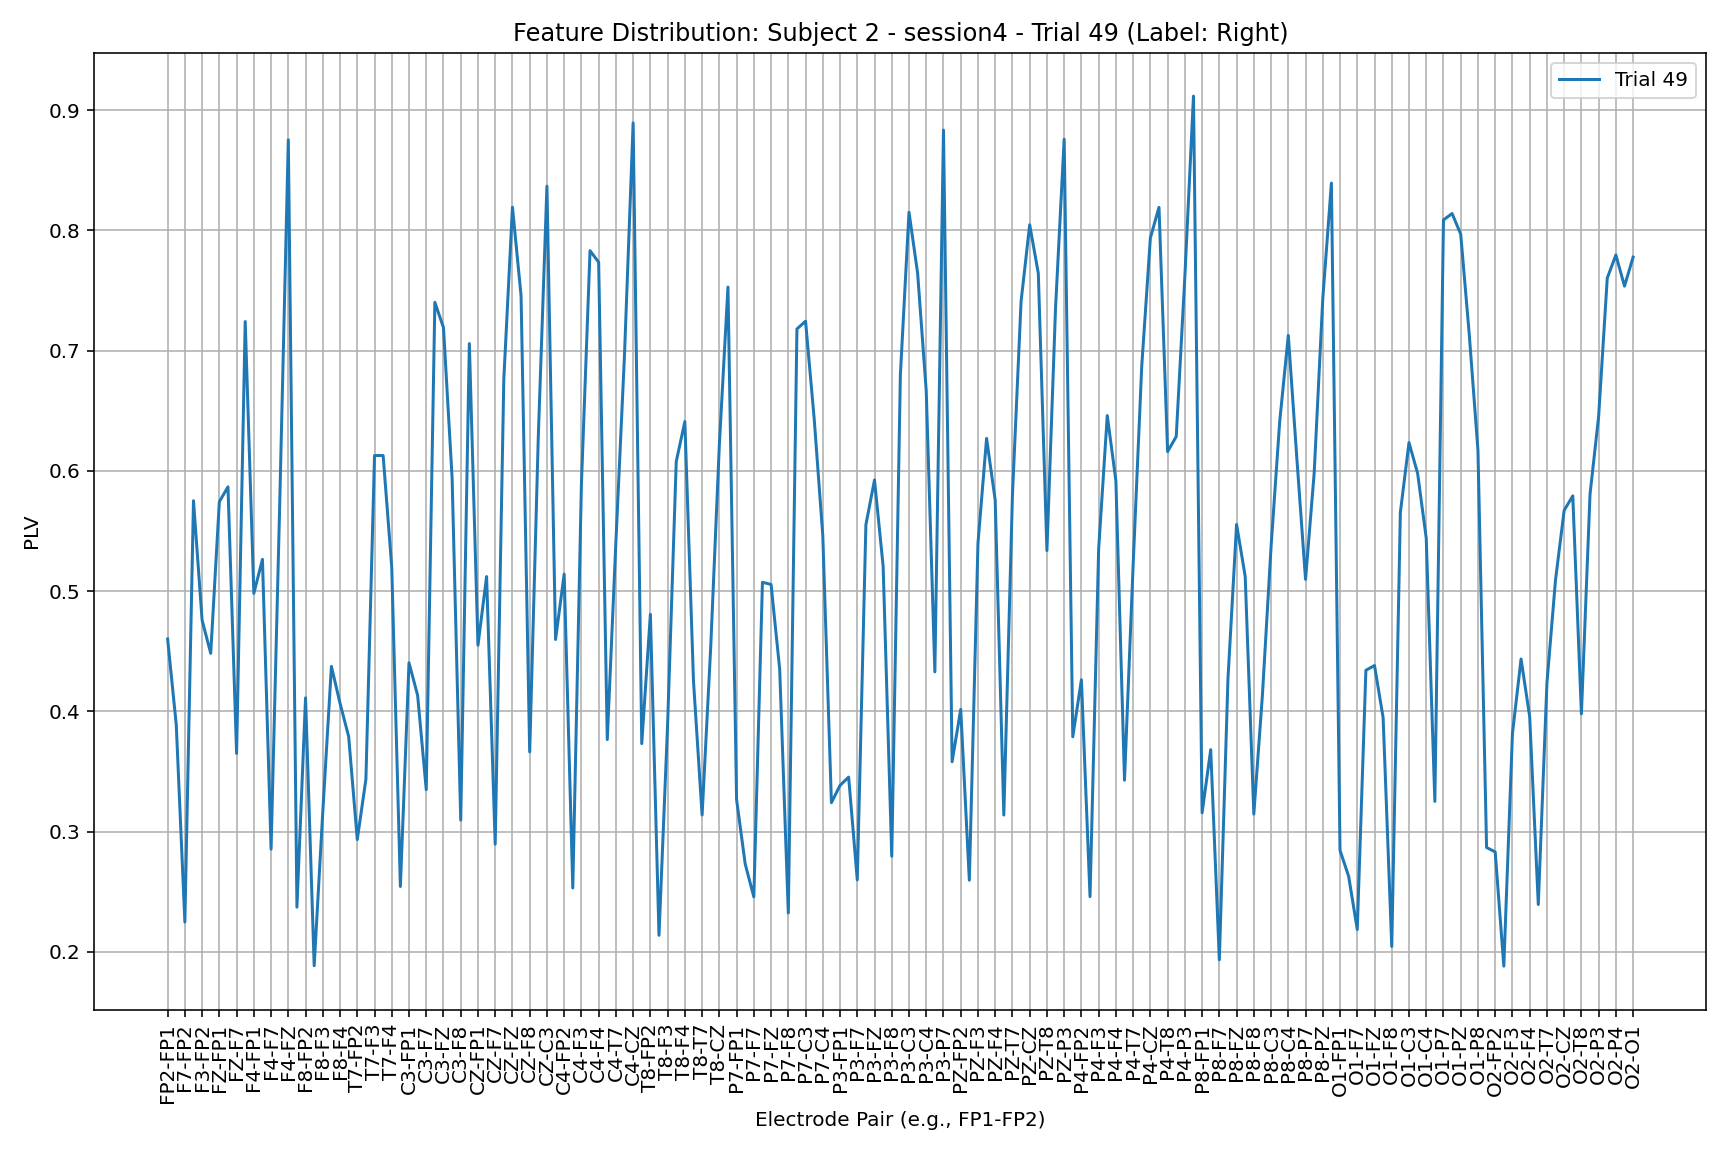 Feature Distribution: Subject 2 - session4 - Trial 49 (Label: Right)
Trial 49
PLV
0.9
0.8
0.7
0.6
0.5
0.4
0.3
0.2
FP2-FP1
F7-FP2
F3-FP2
FZ-FP1
FZ-F7
F4-FP1
F4-F7
F4-FZ
F8-FP2
F8-F3
F8-F4
T7-FP2
T7-F3
T7-F4
C3-FP1
C3-F7
C3-FZ
C3-F8
CZ-FP1
CZ-F7
CZ-FZ
CZ-F8
CZ-C3
C4-FP2
C4-F3
C4-F4
C4-T7
C4-CZ
T8-FP2
T8-F3
T8-F4
T8-T7
T8-CZ
P7-FP1
P7-F7
P7-FZ
P7-F8
P7-C3
P7-C4
P3-FP1
P3-F7
P3-FZ
P3-F8
P3-C3
P3-C4
P3-P7
PZ-FP2
PZ-F3
PZ-F4
PZ-T7
PZ-CZ
PZ-T8
PZ-P3
P4-FP2
P4-F3
P4-F4
P4-T7
P4-CZ
P4-T8
P4-P3
P8-FP1
P8-F7
P8-FZ
P8-F8
P8-C3
P8-C4
P8-P7
P8-PZ
O1-FP1
O1-F7
O1-FZ
O1-F8
O1-C3
O1-C4
O1-P7
O1-PZ
O1-P8
O2-FP2
O2-F3
O2-F4
O2-T7
O2-CZ
O2-T8
O2-P3
O2-P4
O2-O1
Electrode Pair (e.g., FP1-FP2)